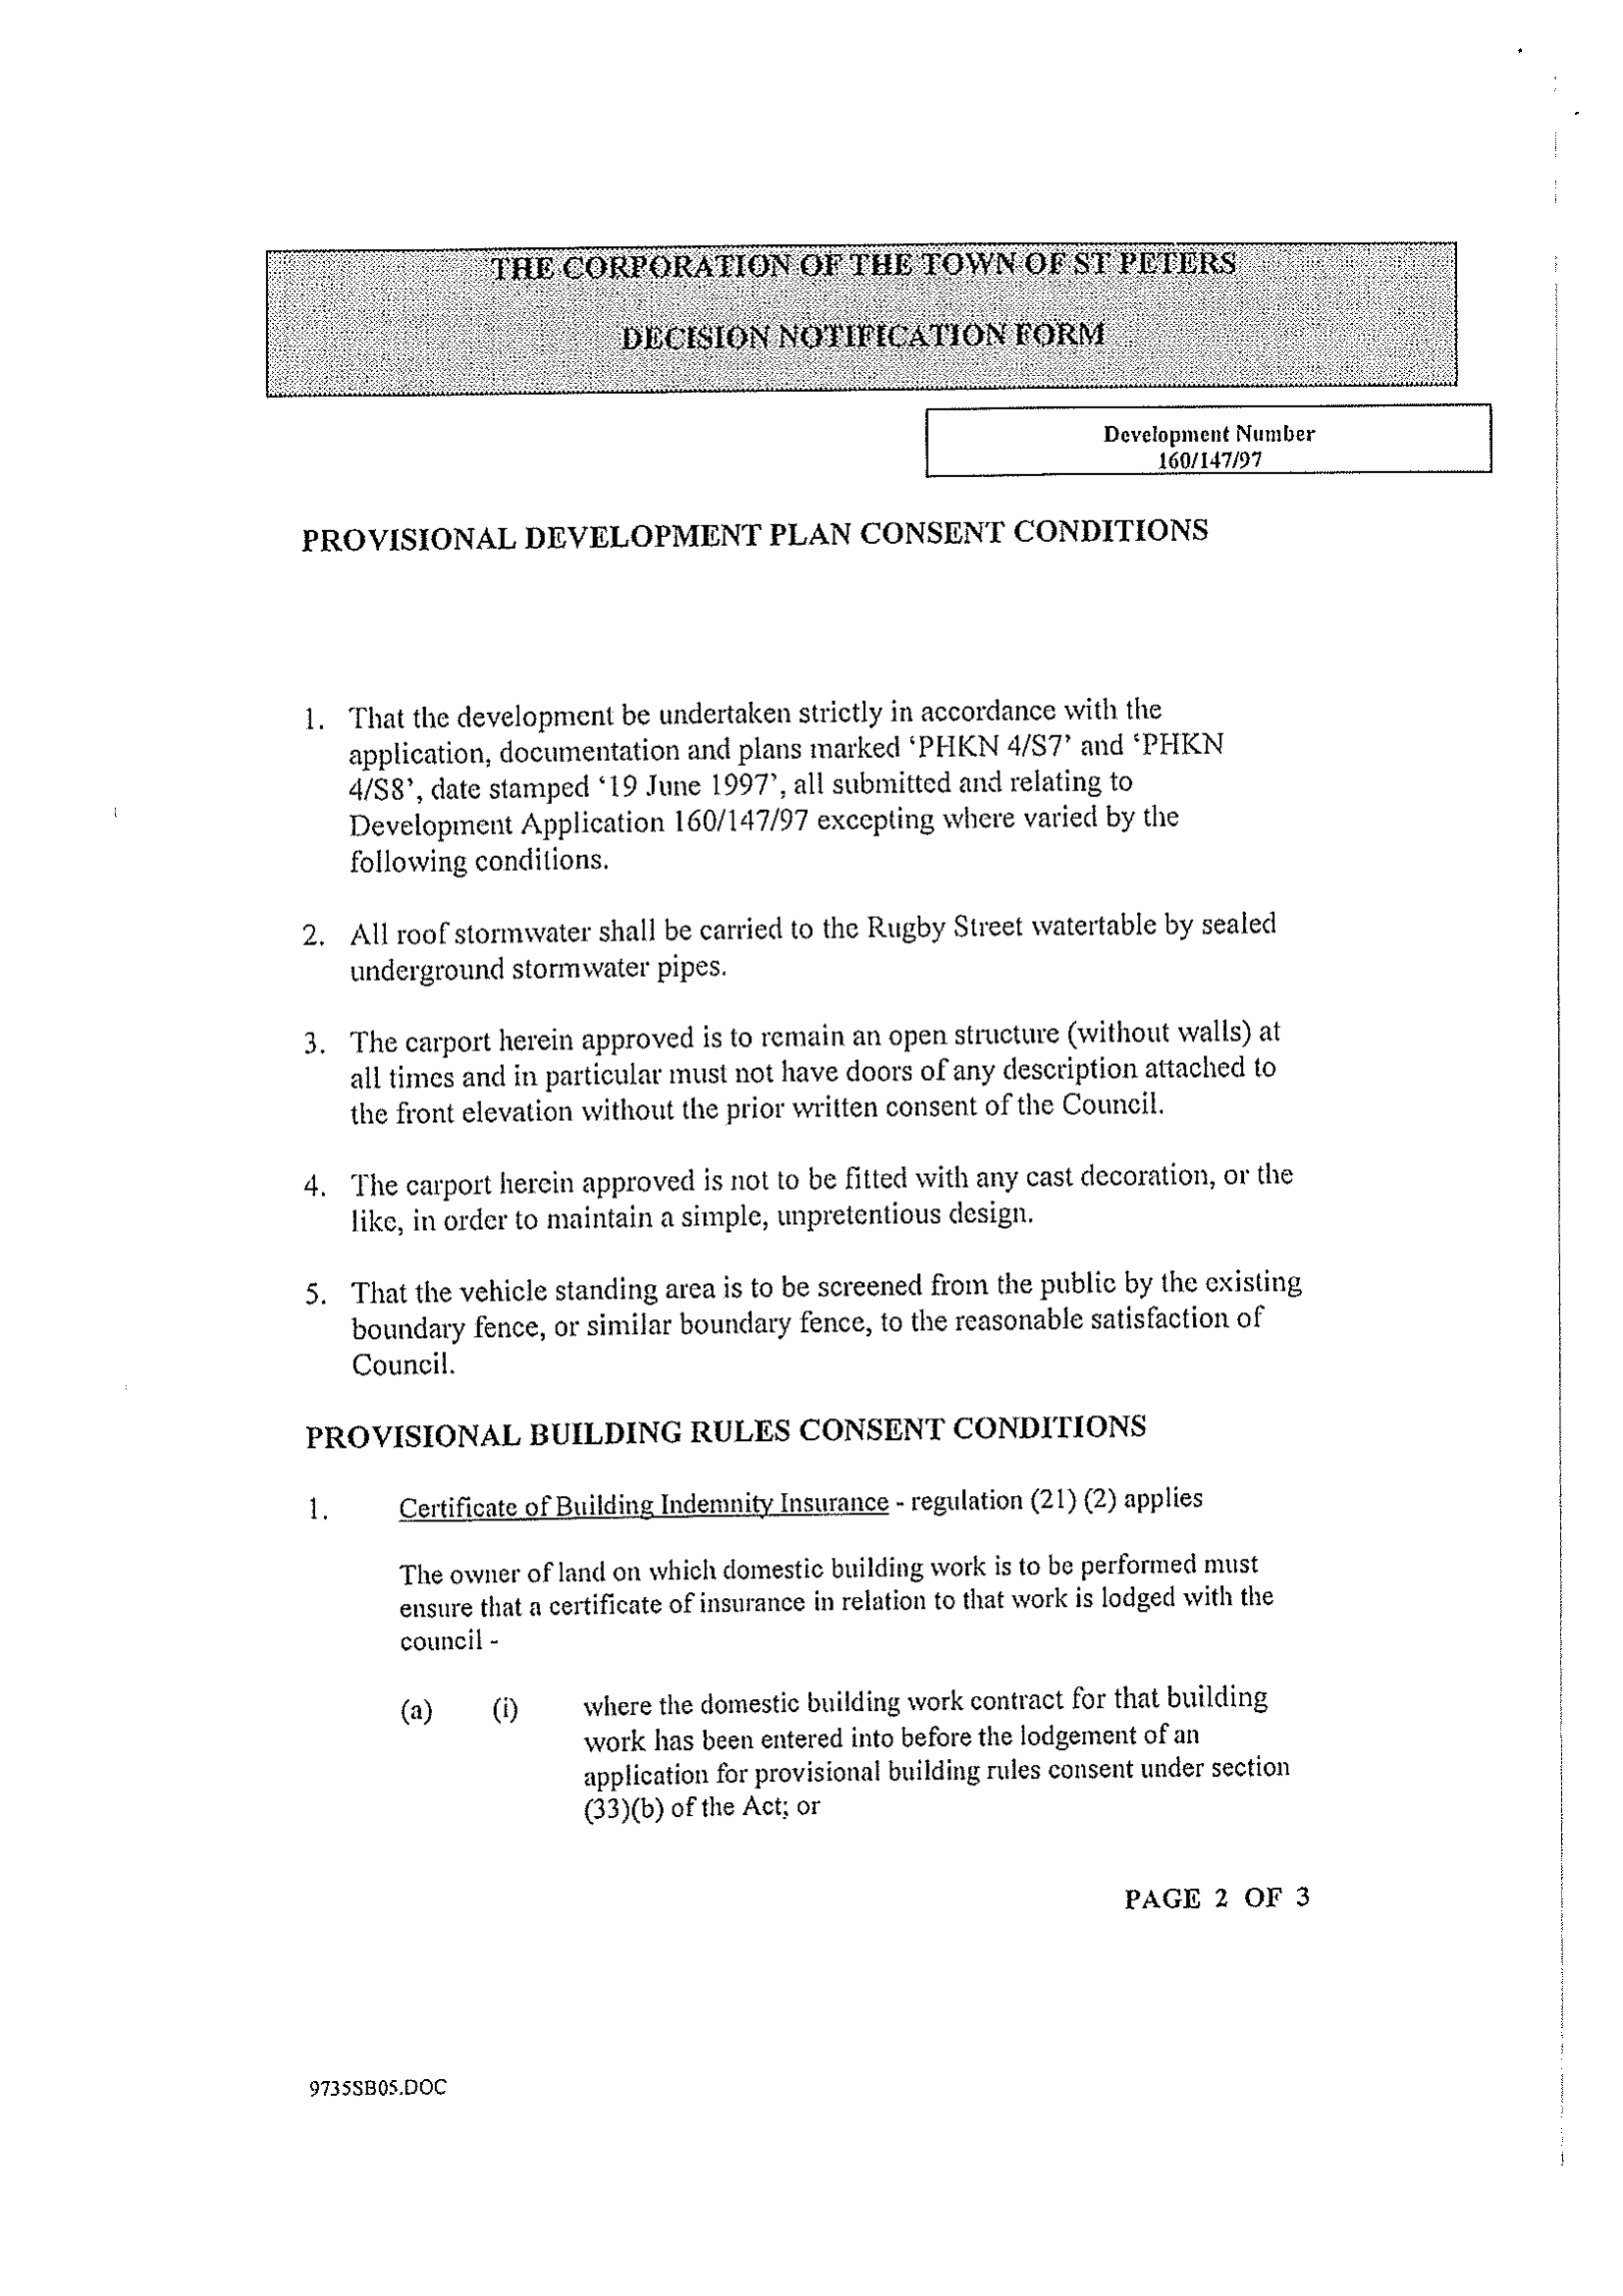 THE CORPORATION OF THE TOWN OF ST PETERS
DECISION NOTIFICATION FORM
Development Number
160/147/97
PROVISIONAL DEVELOPMENT PLAN CONSENT CONDITIONS
1. That the development be undertaken strictly in accordance with the
application, documentation and plans marked ‘PHKN 4/S7’ and ‘PHKN
4/S8’, date stamped ‘19 June 1997’, all submitted and relating to
Development Application 160/147/97 excepting where varied by the
following conditions.
2. All roof stormwater shall be carried to the Rugby Street watertable by sealed
underground stormwater pipes.
3. The carport herein approved is to remain an open structure (without walls) at
all times and in particular must not have doors of any description attached to
the front elevation without the prior written consent of the Council.
4. The carport herein approved is not to be fitted with any cast decoration, or the
like, in order to maintain a simple, unpretentious design.
5. That the vehicle standing area is to be screened from the public by the existing
boundary fence, or similar boundary fence, to the reasonable satisfaction of
Council.
PROVISIONAL BUILDING RULES CONSENT CONDITIONS
1. Certificate of Building Indemnity Insurance - regulation (21) (2) applies
The owner of land on which domestic building work is to be performed must
ensure that a certificate of insurance in relation to that work is lodged with the
council -
(a) (i) where the domestic building work contract for that building
work has been entered into before the lodgement of an
application for provisional building rules consent under section
(33)(b) of the Act; or
PAGE 2 OF 3
9735SB05.DOC